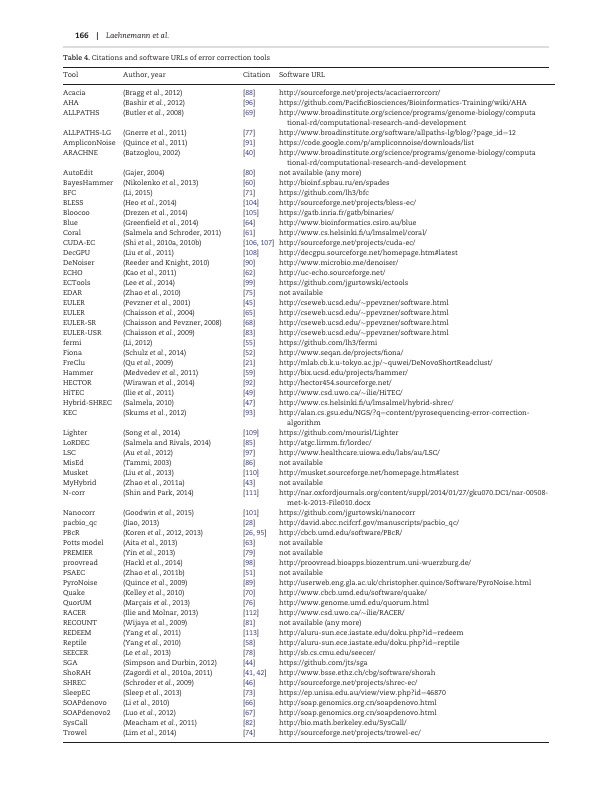 166 | Laehnemann et al.
Table 4. Citations and software URLs of error correction tools
Tool Author, year Citation Software URL
Acacia (Bragg et al., 2012) [88] http://sourceforge.net/projects/acaciaerrorcorr/
AHA (Bashir et al., 2012) [96] https://github.com/PacificBiosciences/Bioinformatics-Training/wiki/AHA
ALLPATHS (Butler et al., 2008) [69] http://www.broadinstitute.org/science/programs/genome-biology/computa
tional-rd/computational-research-and-development
ALLPATHS-LG (Gnerre et al., 2011) [77] http://www.broadinstitute.org/software/allpaths-lg/blog/?page_id=12
AmpliconNoise (Quince et al., 2011) [91] https://code.google.com/p/ampliconnoise/downloads/list
ARACHNE (Batzoglou, 2002) [40] http://www.broadinstitute.org/science/programs/genome-biology/computa
tional-rd/computational-research-and-development
AutoEdit (Gajer, 2004) [80] not available (any more)
BayesHammer (Nikolenko et al., 2013) [60] http://bioinf.spbau.ru/en/spades
BFC (Li, 2015) [71] https://github.com/lh3/bfc
BLESS (Heo et al., 2014) [104] http://sourceforge.net/projects/bless-ec/
Bloocoo (Drezen et al., 2014) [105] https://gatb.inria.fr/gatb/binaries/
Blue (Greenfield et al., 2014) [64] http://www.bioinformatics.csiro.au/blue
Coral (Salmela and Schroder, 2011) [61] http://www.cs.helsinki.fi/u/lmsalmel/coral/
CUDA-EC (Shi et al., 2010a, 2010b) [106, 107] http://sourceforge.net/projects/cuda-ec/
DecGPU (Liu et al., 2011) [108] http://decgpu.sourceforge.net/homepage.htm#latest
DeNoiser (Reeder and Knight, 2010) [90] http://www.microbio.me/denoiser/
ECHO (Kao et al., 2011) [62] http://uc-echo.sourceforge.net/
ECTools (Lee et al., 2014) [99] https://github.com/jgurtowski/ectools
EDAR (Zhao et al., 2010) [75] not available
EULER (Pevzner et al., 2001) [45] http://cseweb.ucsd.edu/~ppevzner/software.html
EULER (Chaisson et al., 2004) [65] http://cseweb.ucsd.edu/~ppevzner/software.html
EULER-SR (Chaisson and Pevzner, 2008) [68] http://cseweb.ucsd.edu/~ppevzner/software.html
EULER-USR (Chaisson et al., 2009) [83] http://cseweb.ucsd.edu/~ppevzner/software.html
fermi (Li, 2012) [55] https://github.com/lh3/fermi
Fiona (Schulz et al., 2014) [52] http://www.seqan.de/projects/fiona/
FreClu (Qu et al., 2009) [21] http://mlab.cb.k.u-tokyo.ac.jp/~quwei/DeNovoShortReadclust/
Hammer (Medvedev et al., 2011) [59] http://bix.ucsd.edu/projects/hammer/
HECTOR (Wirawan et al., 2014) [92] http://hector454.sourceforge.net/
HiTEC (Ilie et al., 2011) [49] http://www.csd.uwo.ca/~ilie/HiTEC/
Hybrid-SHREC (Salmela, 2010) [47] http://www.cs.helsinki.fi/u/lmsalmel/hybrid-shrec/
KEC (Skums et al., 2012) [93] http://alan.cs.gsu.edu/NGS/?q=content/pyrosequencing-error-correction-
algorithm
Lighter (Song et al., 2014) [109] https://github.com/mourisl/Lighter
LoRDEC (Salmela and Rivals, 2014) [85] http://atgc.lirmm.fr/lordec/
LSC (Au et al., 2012) [97] http://www.healthcare.uiowa.edu/labs/au/LSC/
MisEd (Tammi, 2003) [86] not available
Musket (Liu et al., 2013) [110] http://musket.sourceforge.net/homepage.htm#latest
MyHybrid (Zhao et al., 2011a) [43] not available
N-corr (Shin and Park, 2014) [111] http://nar.oxfordjournals.org/content/suppl/2014/01/27/gku070.DC1/nar-00508-
met-k-2013-File010.docx
Nanocorr (Goodwin et al., 2015) [101] https://github.com/jgurtowski/nanocorr
pacbio_qc (Jiao, 2013) [28] http://david.abcc.ncifcrf.gov/manuscripts/pacbio_qc/
PBcR (Koren et al., 2012, 2013) [26, 95] http://cbcb.umd.edu/software/PBcR/
Potts model (Aita et al., 2013) [63] not available
PREMIER (Yin et al., 2013) [79] not available
proovread (Hackl et al., 2014) [98] http://proovread.bioapps.biozentrum.uni-wuerzburg.de/
PSAEC (Zhao et al., 2011b) [51] not available
PyroNoise (Quince et al., 2009) [89] http://userweb.eng.gla.ac.uk/christopher.quince/Software/PyroNoise.html
Quake (Kelley et al., 2010) [70] http://www.cbcb.umd.edu/software/quake/
QuorUM (Marçais et al., 2013) [76] http://www.genome.umd.edu/quorum.html
RACER (Ilie and Molnar, 2013) [112] http://www.csd.uwo.ca/~ilie/RACER/
RECOUNT (Wijaya et al., 2009) [81] not available (any more)
REDEEM (Yang et al., 2011) [113] http://aluru-sun.ece.iastate.edu/doku.php?id=redeem
Reptile (Yang et al., 2010) [58] http://aluru-sun.ece.iastate.edu/doku.php?id=reptile
SEECER (Le et al., 2013) [78] http://sb.cs.cmu.edu/seecer/
SGA (Simpson and Durbin, 2012) [44] https://github.com/jts/sga
ShoRAH (Zagordi et al., 2010a, 2011) [41, 42] http://www.bsse.ethz.ch/cbg/software/shorah
SHREC (Schroder et al., 2009) [46] http://sourceforge.net/projects/shrec-ec/
SleepEC (Sleep et al., 2013) [73] https://ep.unisa.edu.au/view/view.php?id=46870
SOAPdenovo (Li et al., 2010) [66] http://soap.genomics.org.cn/soapdenovo.html
SOAPdenovo2 (Luo et al., 2012) [67] http://soap.genomics.org.cn/soapdenovo.html
SysCall (Meacham et al., 2011) [82] http://bio.math.berkeley.edu/SysCall/
Trowel (Lim et al., 2014) [74] http://sourceforge.net/projects/trowel-ec/